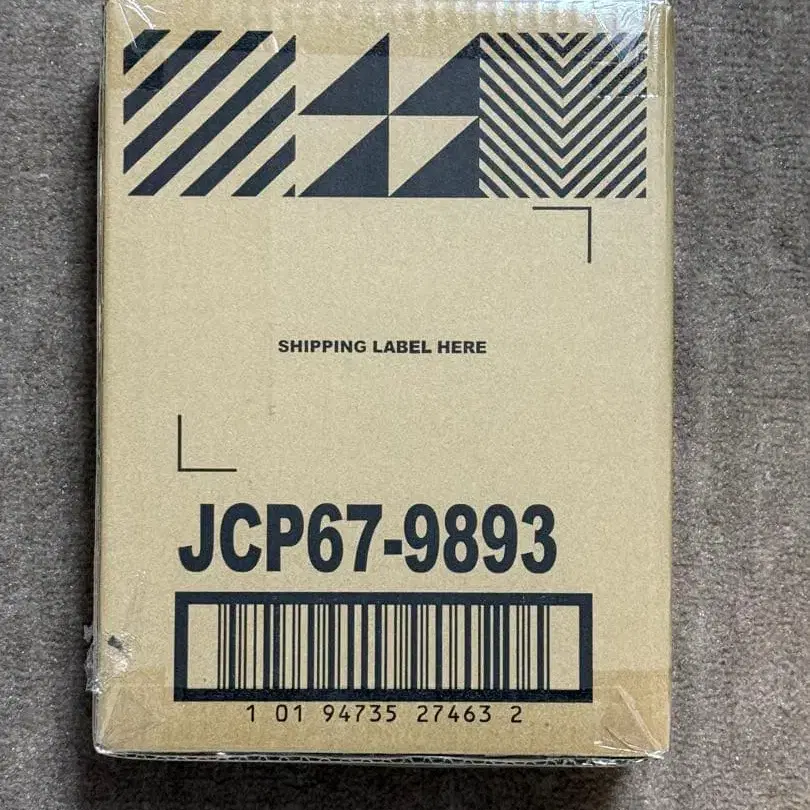 SHIPPING LABEL HERE
JCP67-9893
1 01 94735 27463 2